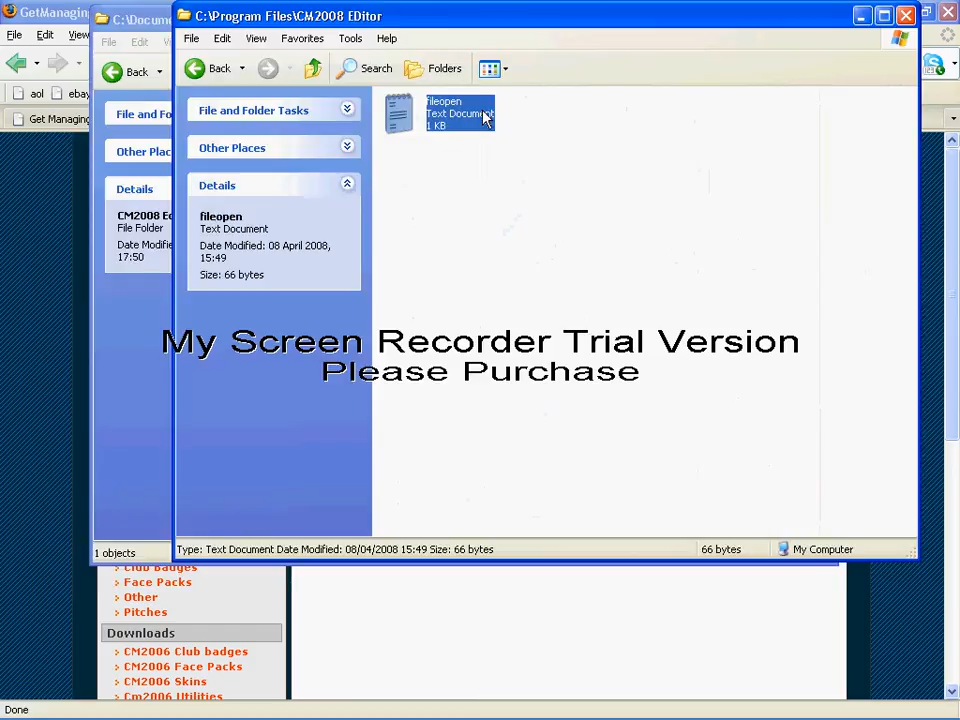 GetManaging
C:\Docum
C:\Program Files\CM2008 EDitor
File Edit View
File Edit
File Edit View Favorites Tools Help
Back
Back Search Folders
aol ebay
Get Managing
File and Fo
Other Plac
Details
CM2008 Ed
File Folder
Date Modifie
17:50
File and Folder Tasks
Other Places
Details
fileopen
Text Document
Date Modified: 08 April 2008,
15:49
Size: 66 bytes
fileopen
Text Document
1 KB
My Screen Recorder Trial Version
Please Purchase
1 objects
Type: Text Document Date Modified: 08/04/2008 15:49 Size: 66 bytes
66 bytes
My Computer
Club Badges
Face Packs
Other
Pitches
Downloads
CM2006 Club badges
CM2006 Face Packs
CM2006 Skins
Cm2006 Utilities
Done